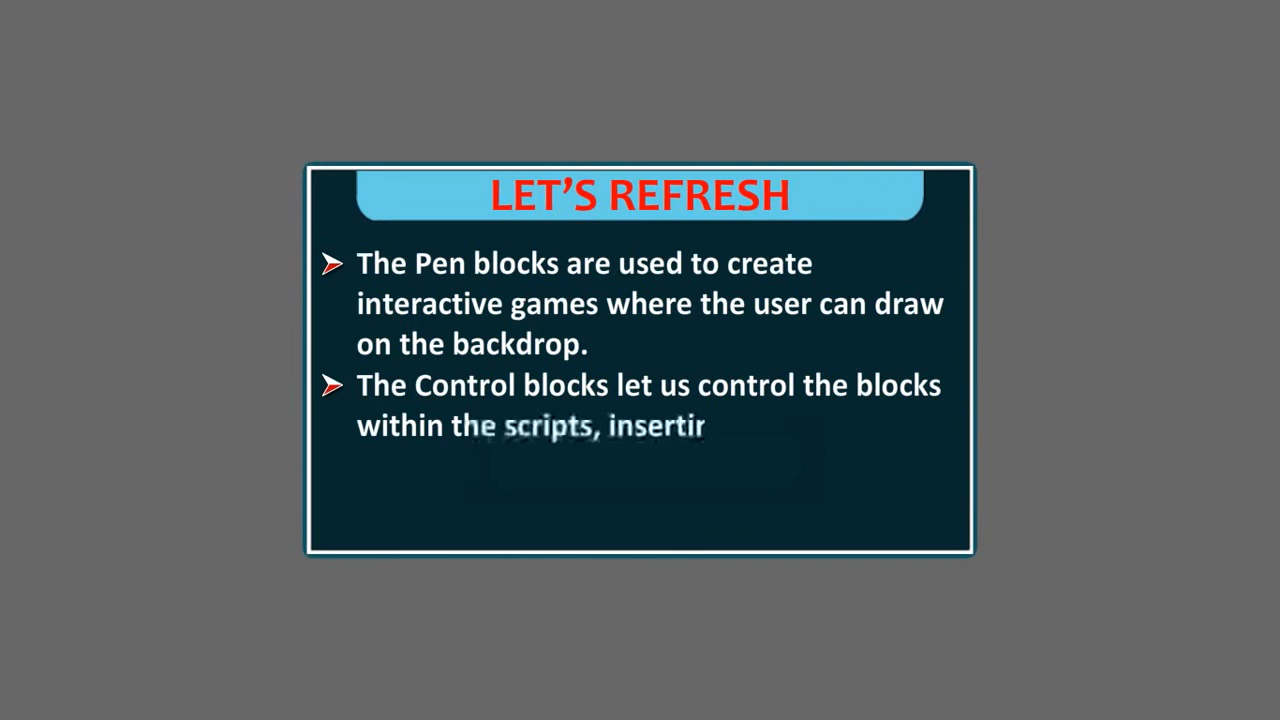 LET'S REFRESH
The Pen blocks are used to create
interactive games where the user can draw
on the backdrop.
The Control blocks let us control the blocks
within the scripts,